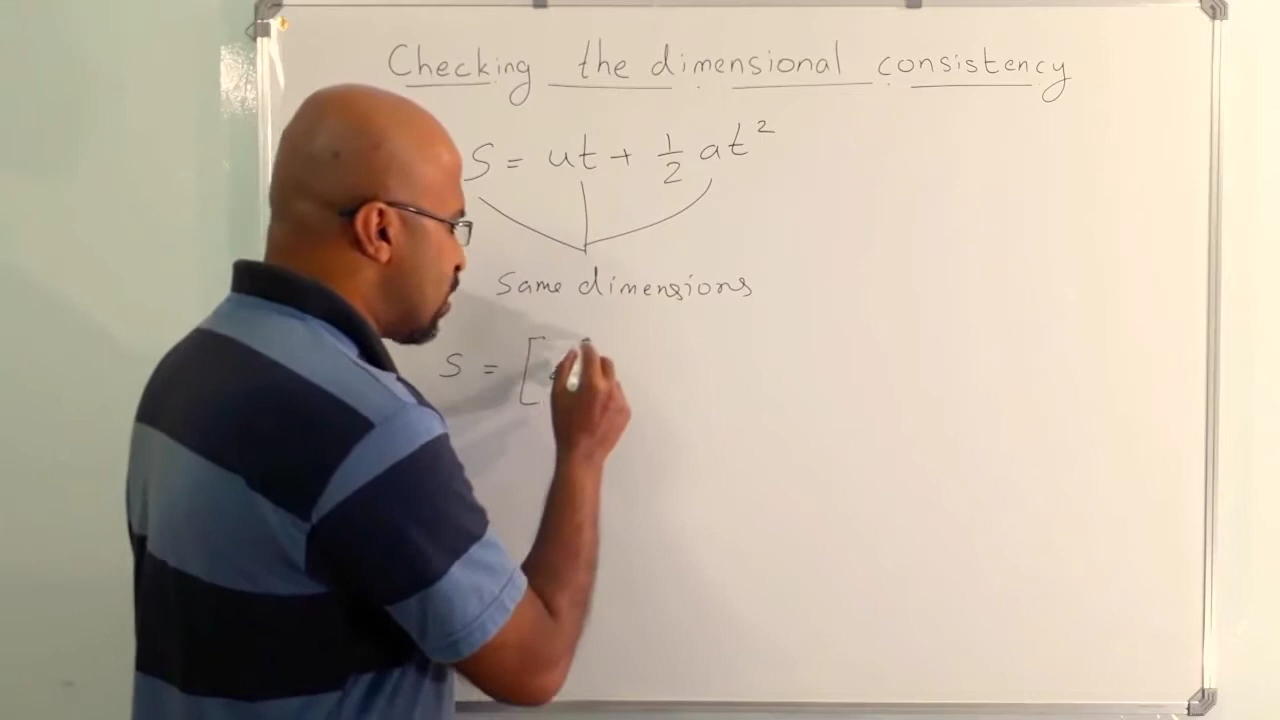 Checking the dimensional consistency
S = ut + 1/2 at²
Same dimensions
S = [